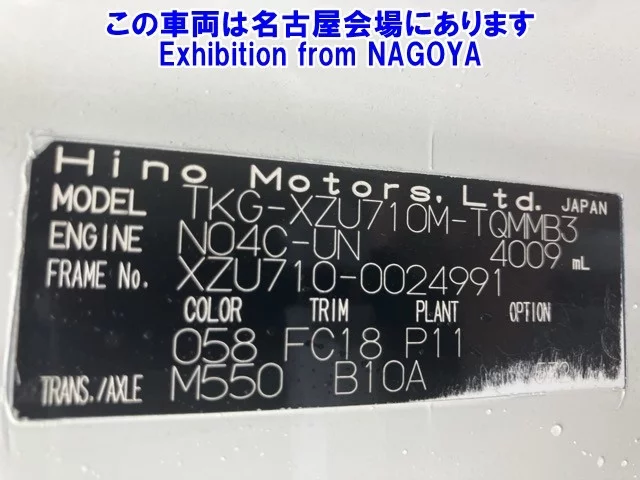 この車両は名古屋会場にあります
Exhibition from NAGOYA
Hino Motors, Ltd. JAPAN
MODEL TKG-XZU710M-TQMMB3
ENGINE N04C-UN 4009 mL
FRAME No. XZU710-0024991
COLOR TRIM PLANT OPTION
058 FC18 P11
TRANS./AXLE M550 B10A